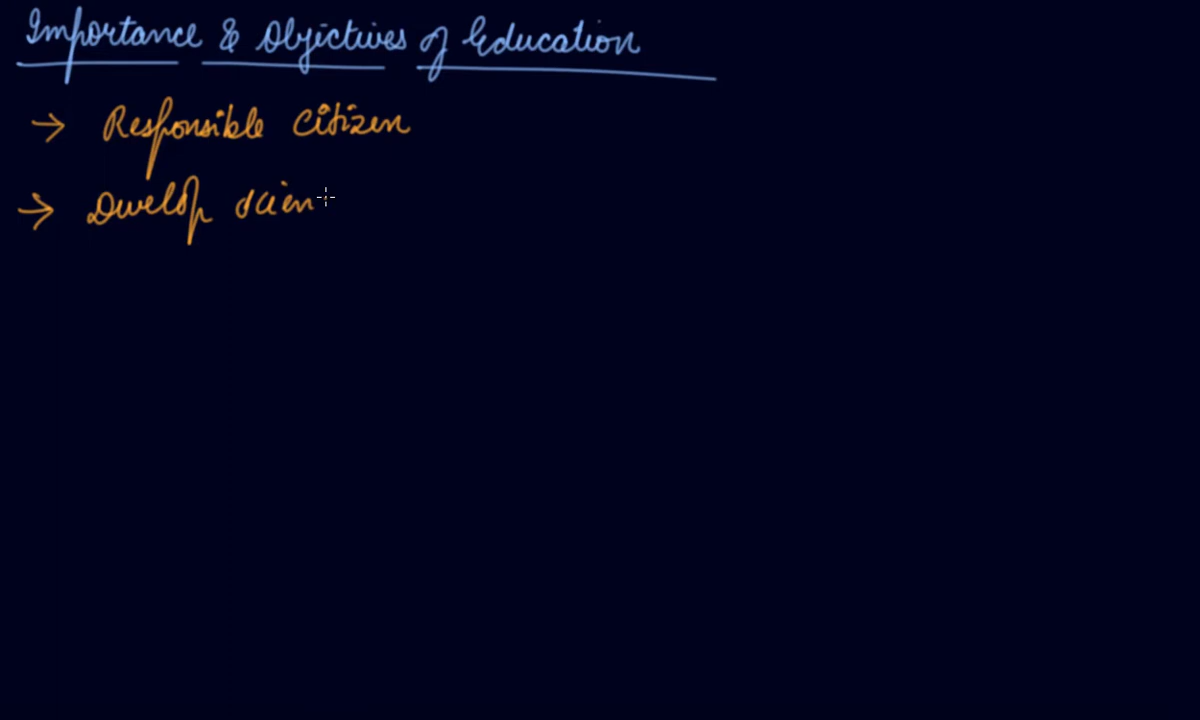 Importance & Objectives of Education
→ Responsible Citizen
→ Develop scien